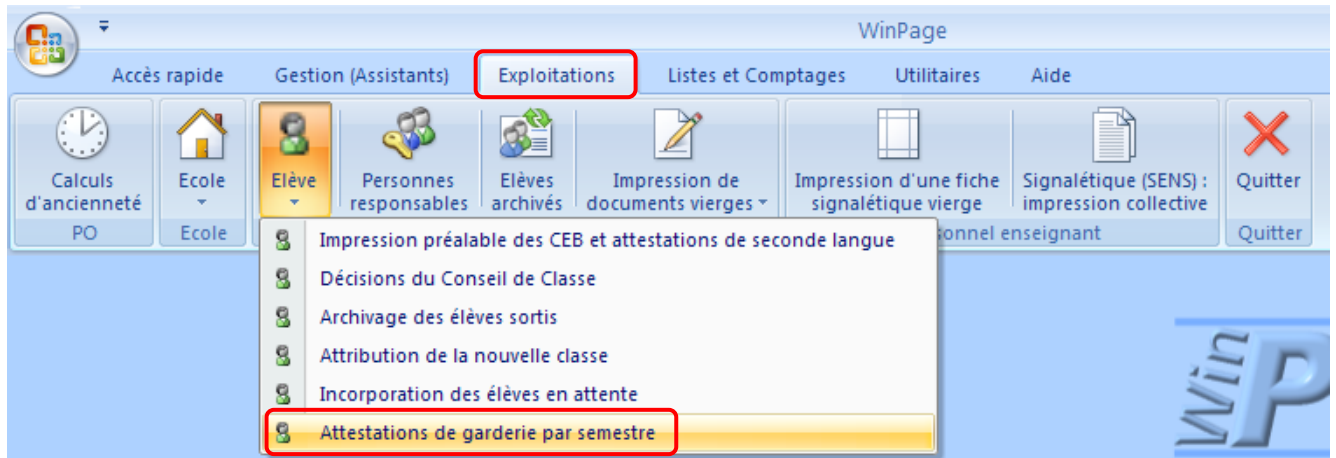 WinPage
Accès rapide Gestion (Assistants) Exploitations Listes et Comptages Utilitaires Aide
Calculs d'ancienneté
Ecole
Elève
Personnes responsables
Elèves archivés
Impression de documents vierges
Impression d'une fiche signalétique vierge
Signalétique (SENS) : impression collective
Quitter
PO Ecole onnel enseignant Quitter
Impression préalable des CEB et attestations de seconde langue
Décisions du Conseil de Classe
Archivage des élèves sortis
Attribution de la nouvelle classe
Incorporation des élèves en attente
Attestations de garderie par semestre
Win P